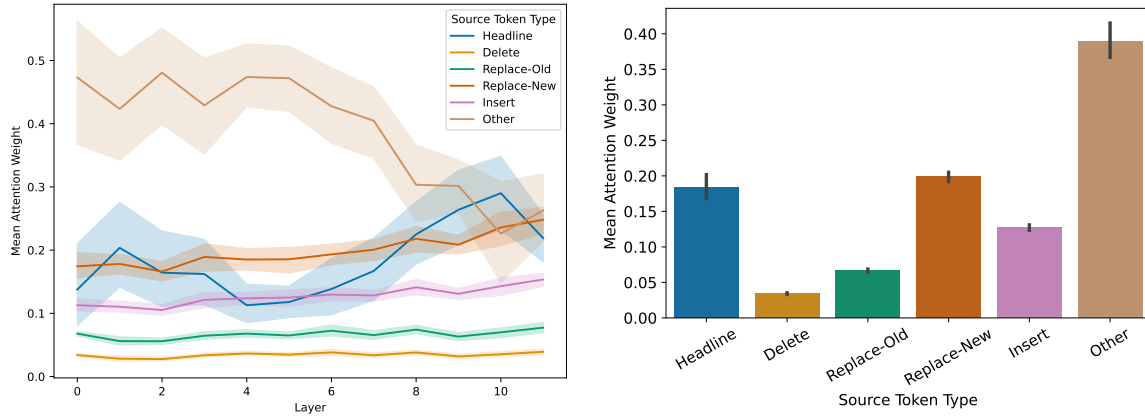 Source Token Type
Headline
Delete
Replace-Old
Replace-New
Insert
Other
Mean Attention Weight
0.5
0.4
0.3
0.2
0.1
0.0
0 2 4 6 8 10
Layer
Mean Attention Weight
0.40
0.35
0.30
0.25
0.20
0.15
0.10
0.05
0.00
Headline Delete Replace-Old Replace-New Insert Other
Source Token Type